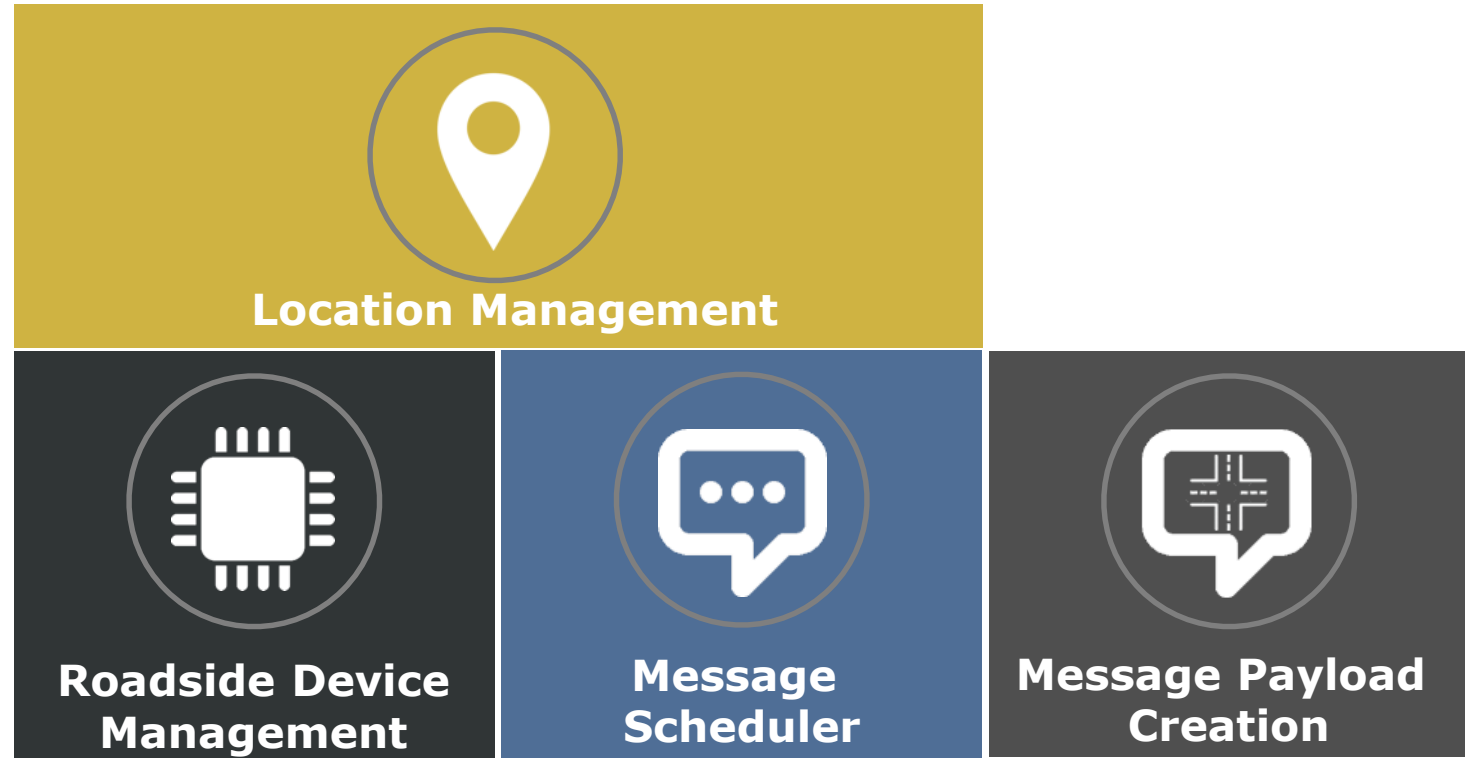 Location Management
Roadside Device
Management
Message
Scheduler
Message Payload
Creation